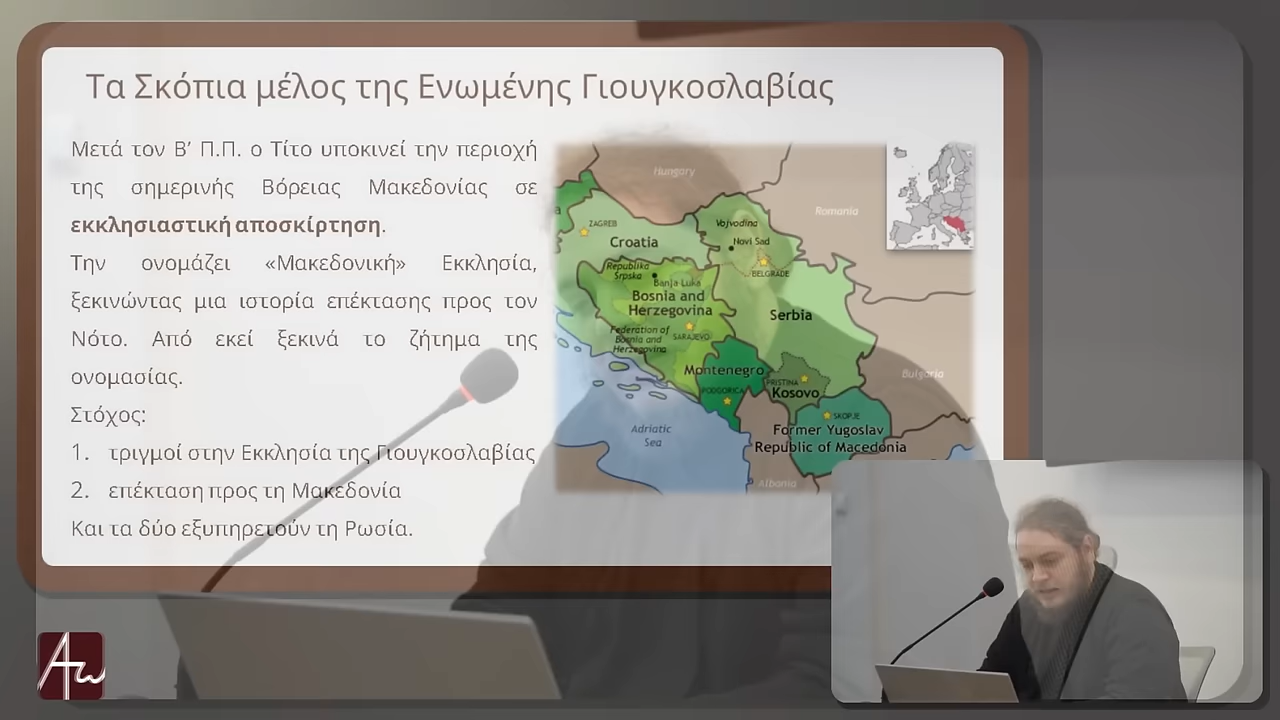 Τα Σκόπια μέλος της Ενωμένης Γιουγκοσλαβίας
Μετά τον Β’ Π.Π. ο Τίτο υποκινεί την περιοχή
της σημερινής Βόρειας Μακεδονίας σε
εκκλησιαστική αποσκίρτηση.
Την ονομάζει «Μακεδονική» Εκκλησία,
ξεκινώντας μια ιστορία επέκτασης προς τον
Νότο. Από εκεί ξεκινά το ζήτημα της
ονομασίας.
Στόχος:
1. τριγμοί στην Εκκλησία της Γιουγκοσλαβίας
2. επέκταση προς τη Μακεδονία
Και τα δύο εξυπηρετούν τη Ρωσία.
Hungary
Romania
ZAGREB
Croatia
Vojvodina
Novi Sad
BELGRADE
Republika
Srpska
Banja Luka
Bosnia and
Herzegovina
Serbia
Federation of
Bosnia and
Herzegovina
SARAJEVO
Montenegro
PODGORICA
PRISTINA
Kosovo
Bulgaria
Adriatic
Sea
SKOPJE
Former Yugoslav
Republic of Macedonia
Albania
Aω